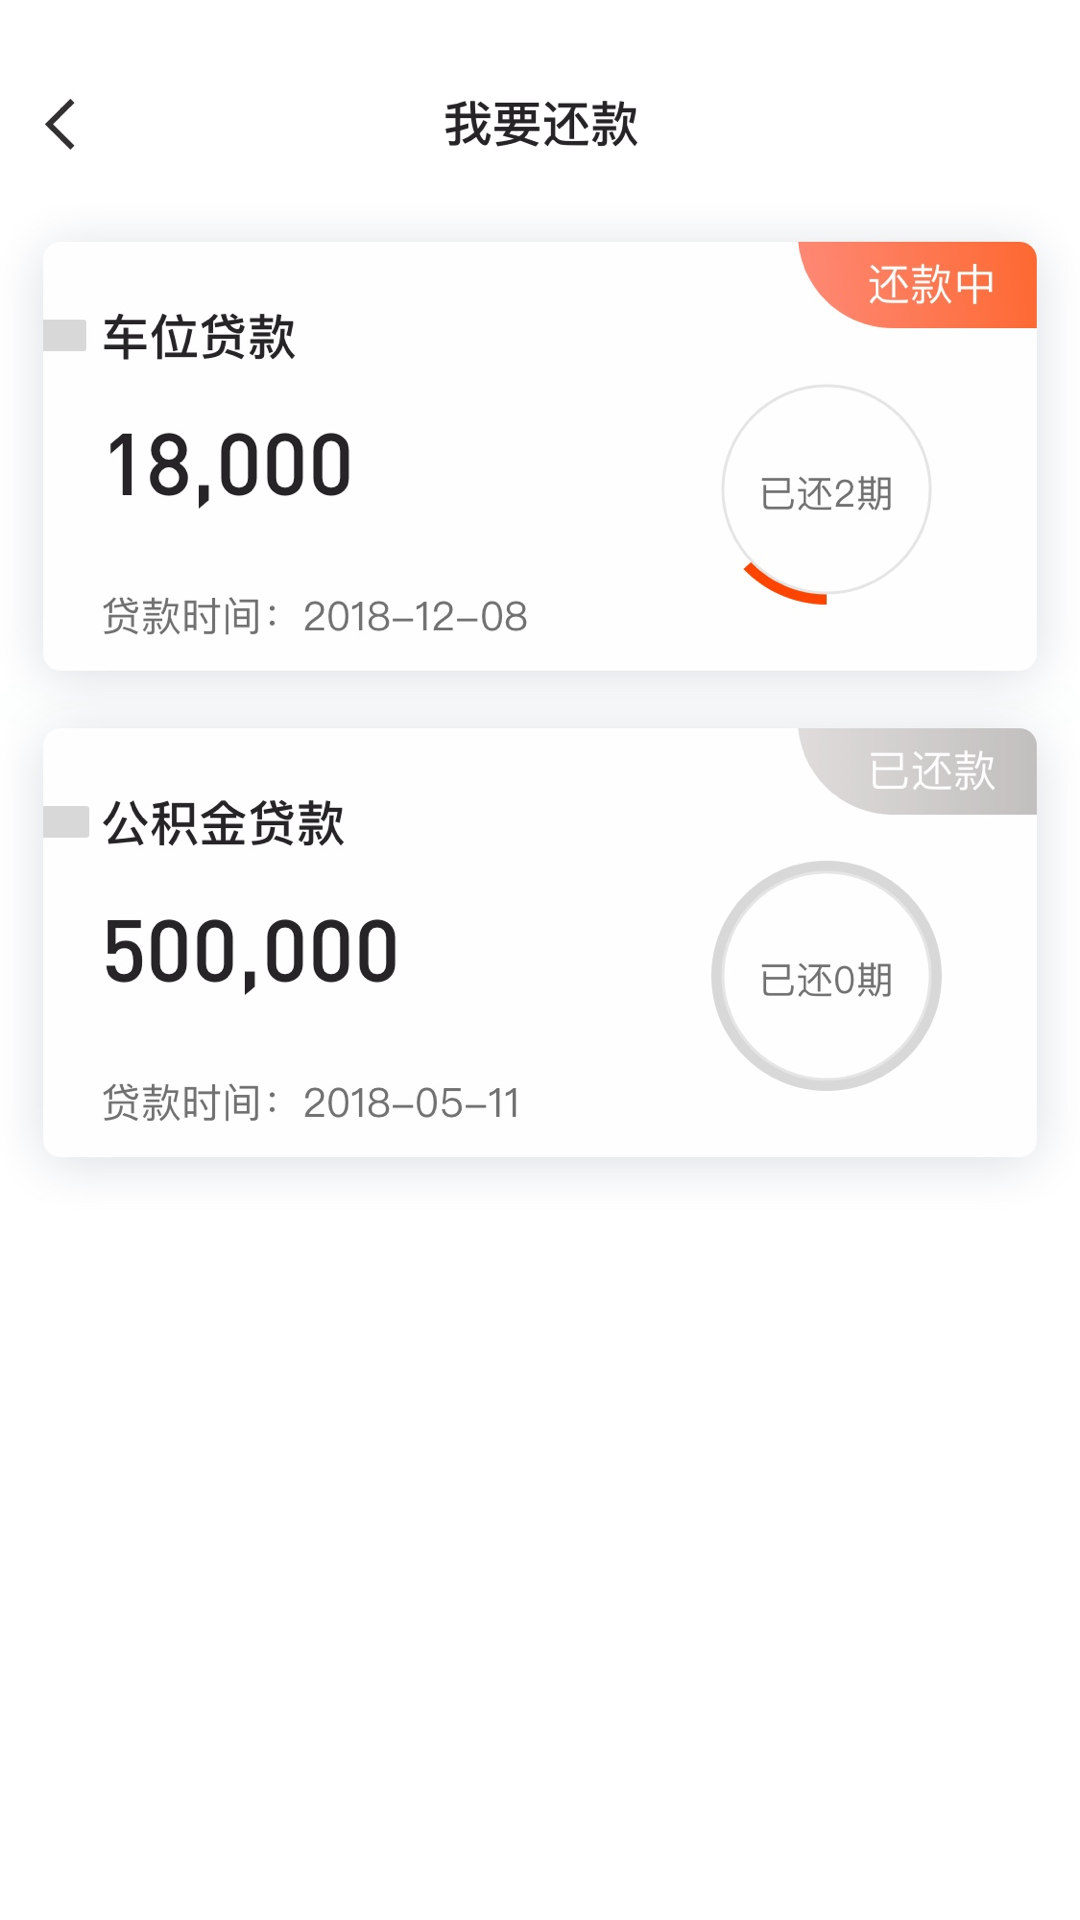 我要还款
还款中
车位贷款
18,000
已还2期
贷款时间：2018-12-08
已还款
公积金贷款
500,000
已还0期
贷款时间：2018-05-11